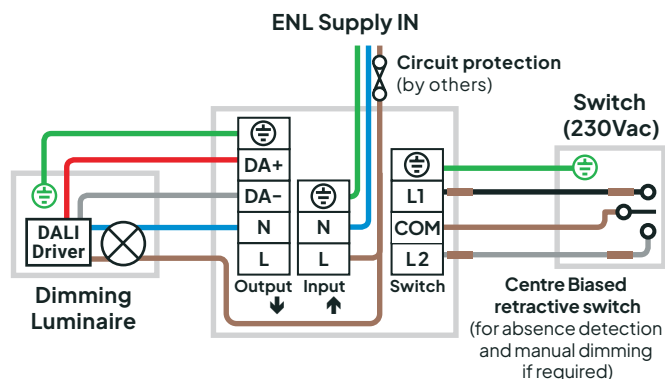 ENL Supply IN
Circuit protection
(by others)
Switch
(230Vac)
DA+
DA-
N
L
Output
N
L
Input
L1
COM
L2
Switch
DALI
Driver
Dimming
Luminaire
Centre Biased
retractive switch
(for absence detection
and manual dimming
if required)